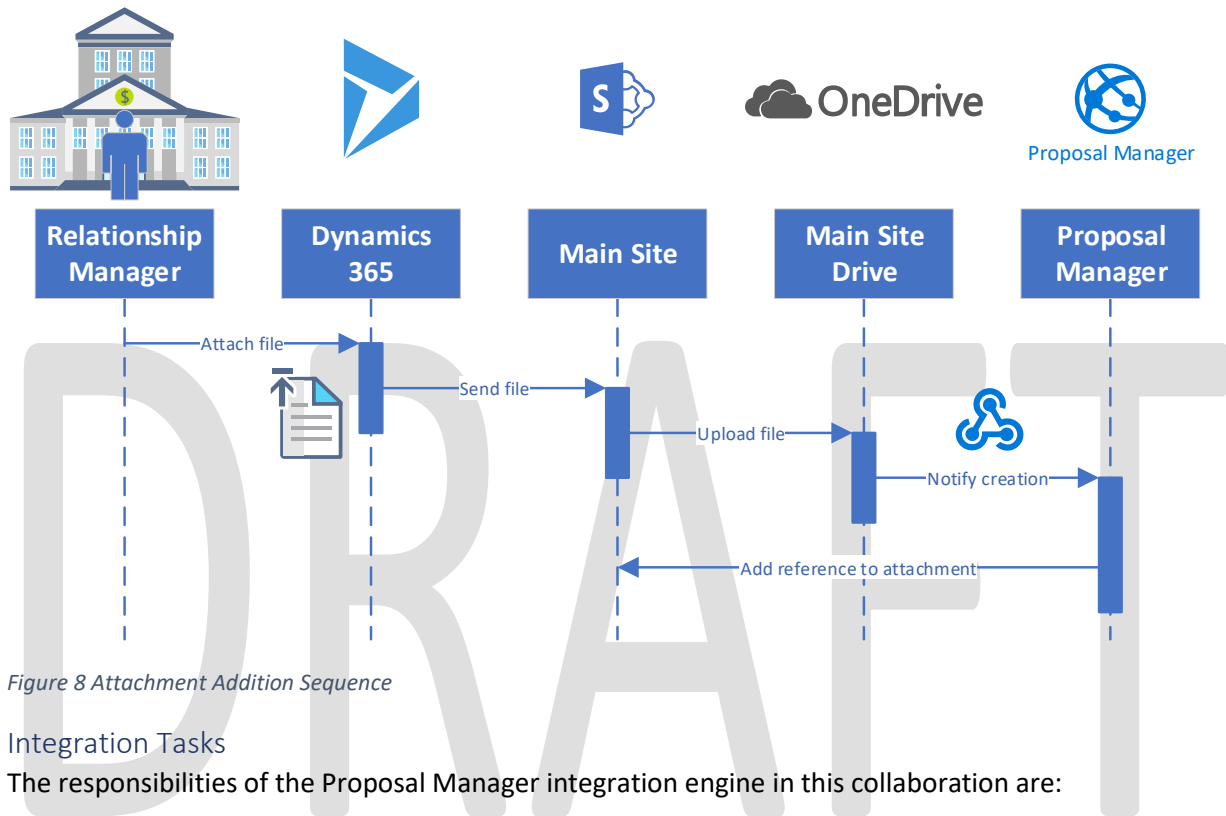 $
S
OneDrive
Proposal Manager
Relationship
Manager
Dynamics
365
Main Site
Main Site
Drive
Proposal
Manager
Attach file
Send file
Upload file
Notify creation
Add reference to attachment
DRAFT
Figure 8 Attachment Addition Sequence
Integration Tasks
The responsibilities of the Proposal Manager integration engine in this collaboration are: